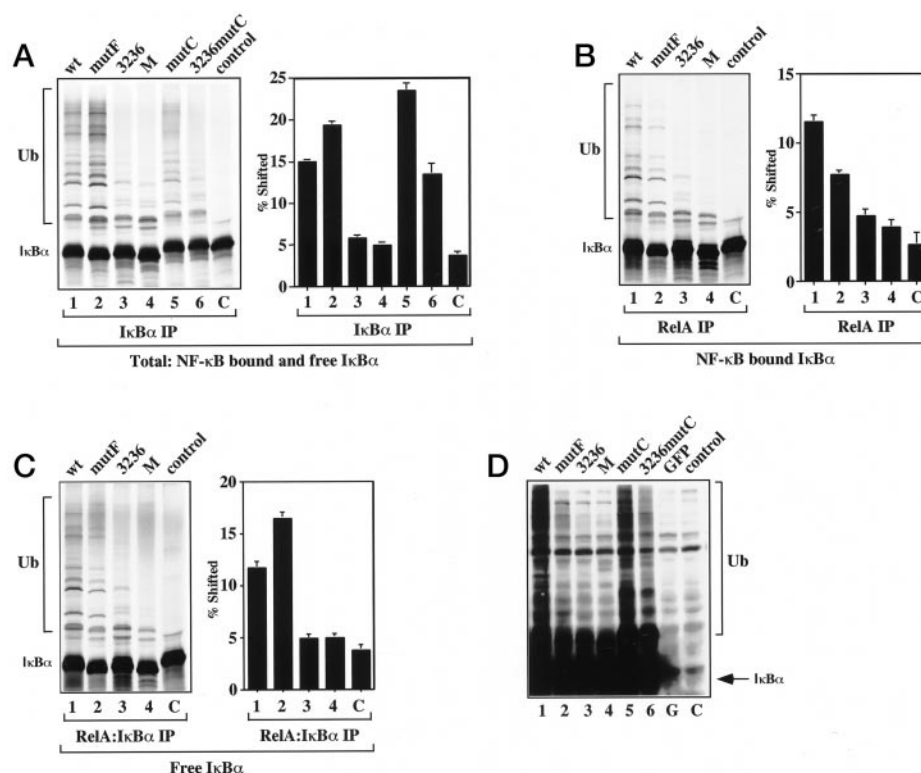 A
wt mutF 3236 M mutC 3236mutC control
Ub
IκBα
1 2 3 4 5 6 C
IκBα IP
25
20
15
10
5
0
% Shifted
1 2 3 4 5 6 C
IκBα IP
Total: NF-κB bound and free IκBα
B
wt mutF 3236 M control
Ub
IκBα
1 2 3 4 C
RelA IP
15
10
5
0
% Shifted
1 2 3 4 C
RelA IP
NF-κB bound IκBα
C
wt mutF 3236 M control
Ub
IκBα
1 2 3 4 C
RelA:IκBα IP
20
15
10
5
0
% Shifted
1 2 3 4 C
RelA:IκBα IP
Free IκBα
D
wt mutF 3236 M mutC 3236mutC GFP control
Ub
IκBα
1 2 3 4 5 6 G C